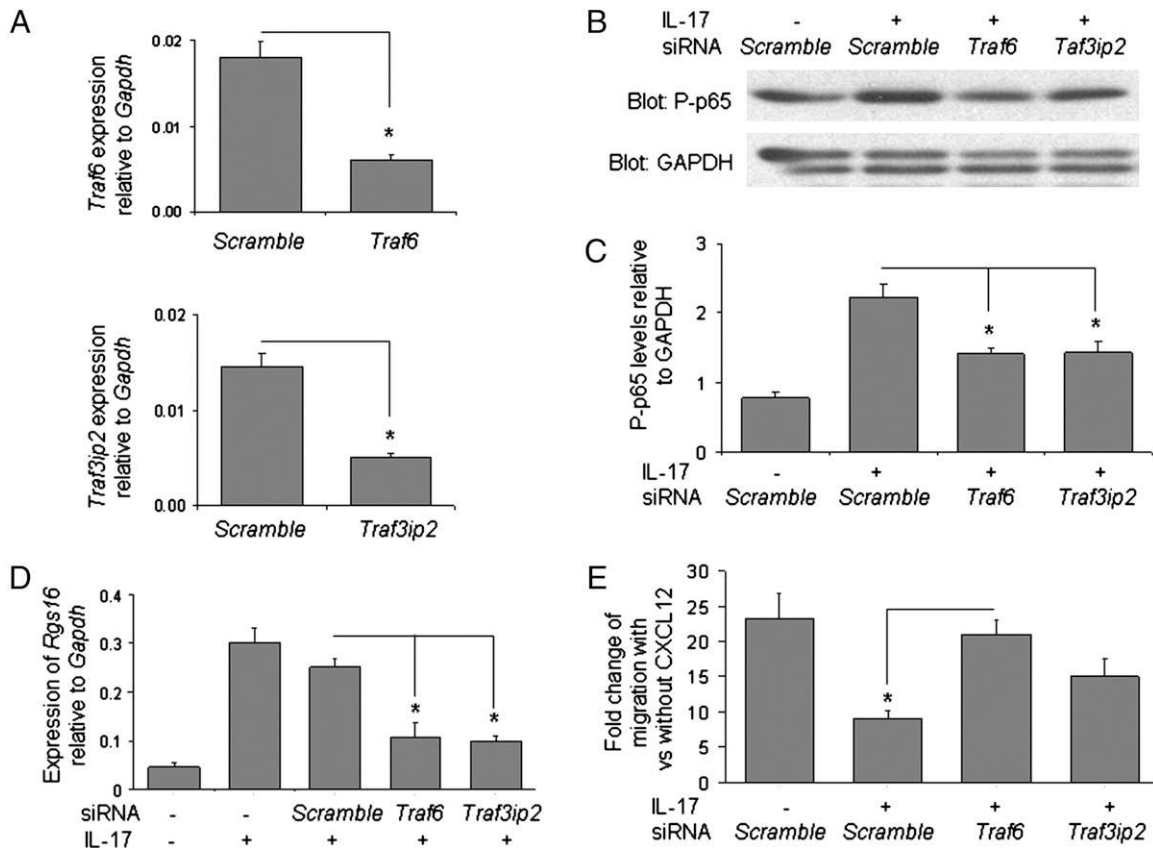 A
Traf6 expression
relative to Gapdh
0.02
0.01
0.00
*
Scramble Traf6
Traf3ip2 expression
relative to Gapdh
0.02
0.01
0.00
*
Scramble Traf3ip2
B
IL-17 - + + +
siRNA Scramble Scramble Traf6 Taf3ip2
Blot: P-p65
Blot: GAPDH
C
P-p65 levels relative
to GAPDH
3
2
1
0
* *
IL-17 - + + +
siRNA Scramble Scramble Traf6 Traf3ip2
D
Expression of Rgs16
relative to Gapdh
0.4
0.3
0.2
0.1
0
* *
siRNA - - Scramble Traf6 Traf3ip2
IL-17 - + + + +
E
Fold change of
migration with
vs without CXCL12
30
25
20
15
10
5
0
*
IL-17 - + + +
siRNA Scramble Scramble Traf6 Traf3ip2